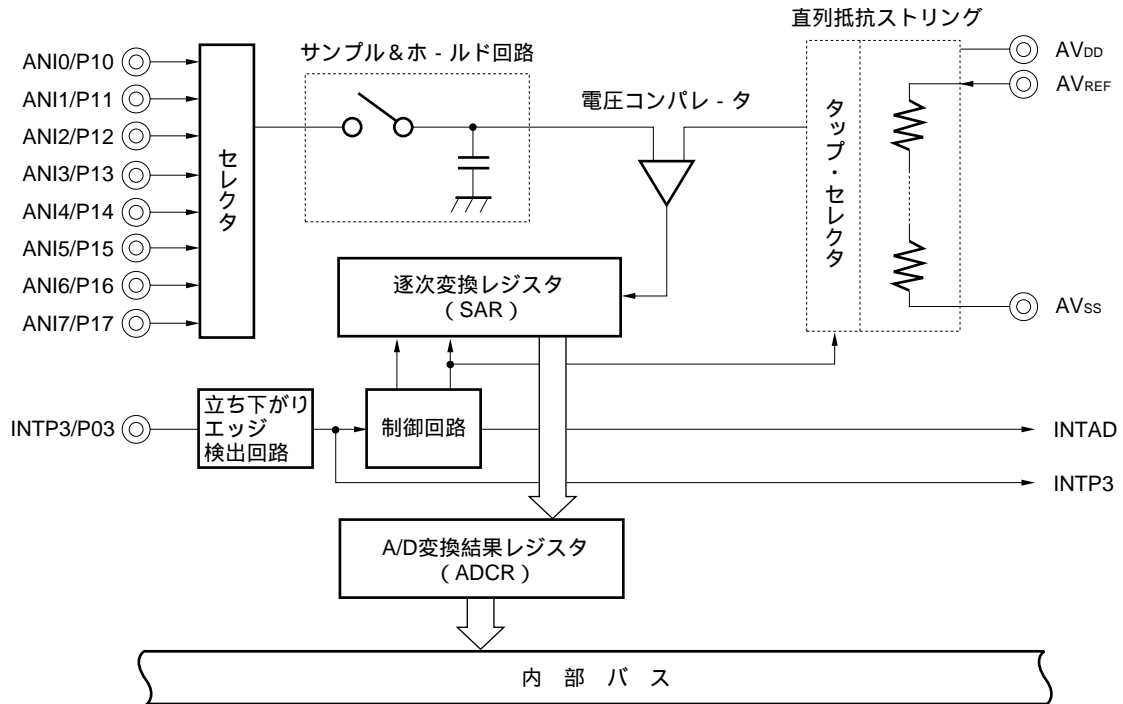 直列抵抗ストリング
サンプル&ホ-ルド回路
電圧コンパレ-タ
ANI0/P10
ANI1/P11
ANI2/P12
ANI3/P13
ANI4/P14
ANI5/P15
ANI6/P16
ANI7/P17
セレクタ
タップ・セレクタ
AVDD
AVREF
AVSS
逐次変換レジスタ
(SAR)
INTP3/P03
立ち下がり
エッジ
検出回路
制御回路
INTAD
INTP3
A/D変換結果レジスタ
(ADCR)
内 部 バ ス